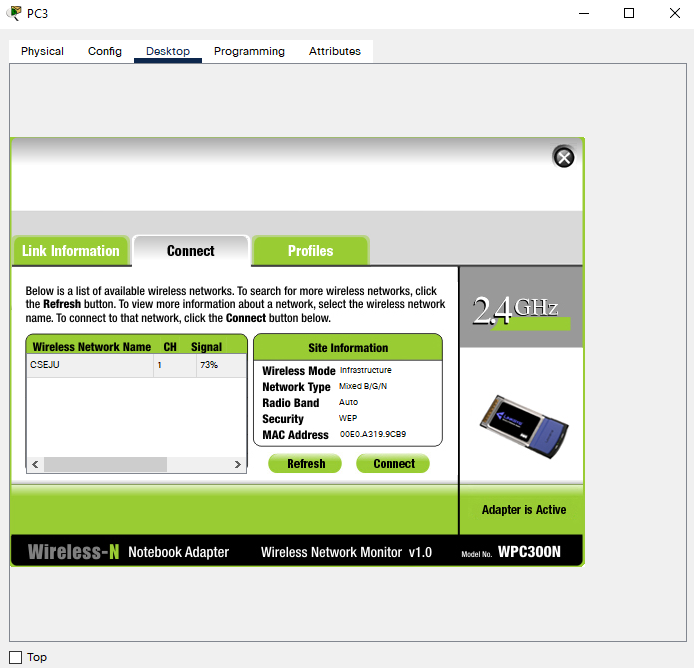 PC3
Physical Config Desktop Programming Attributes
Link Information Connect Profiles
Below is a list of available wireless networks. To search for more wireless networks, click
the Refresh button. To view more information about a network, select the wireless network
name. To connect to that network, click the Connect button below.
2.4GHz
Wireless Network Name CH Signal
CSEJU 1 73%
Site Information
Wireless Mode Infrastructure
Network Type Mixed B/G/N
Radio Band Auto
Security WEP
MAC Address 00E0.A319.9CB9
Refresh Connect
Adapter is Active
Wireless-N Notebook Adapter Wireless Network Monitor v1.0 Model No. WPC300N
Top